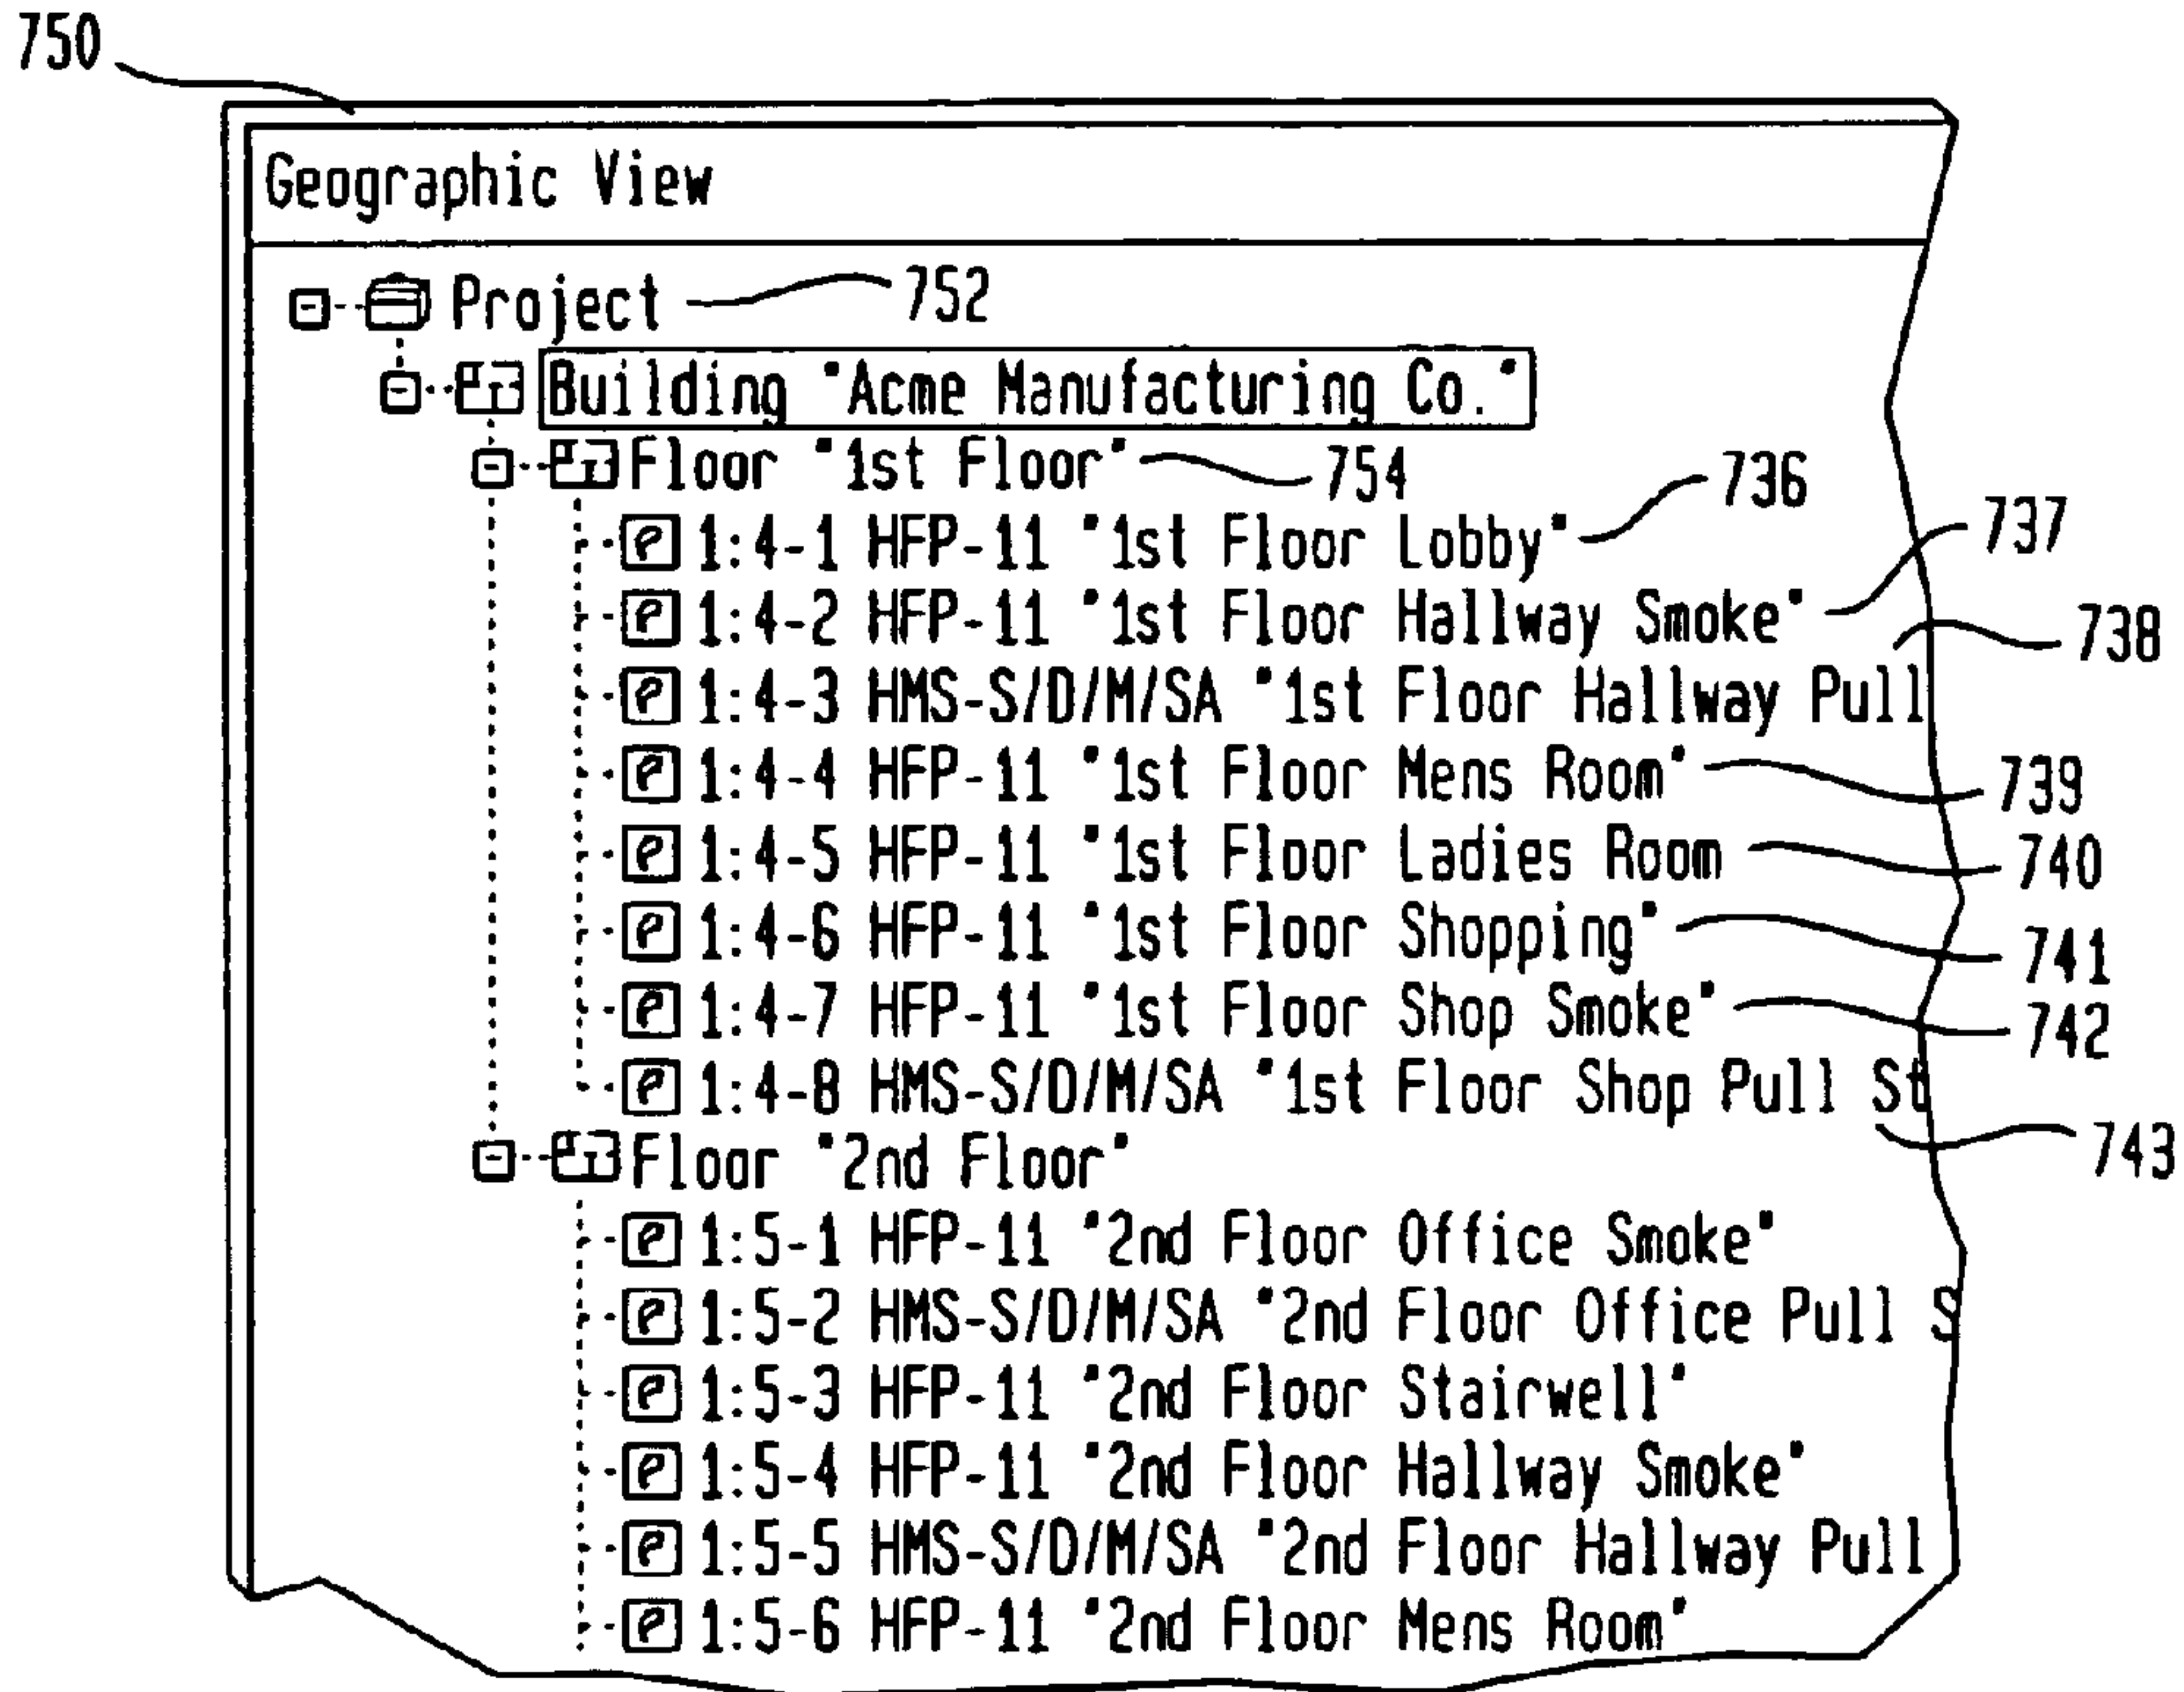 750
Geographic View
Project 752
Building "Acme Manufacturing Co."
Floor "1st Floor" 754
1:4-1 HFP-11 "1st Floor Lobby" 736
1:4-2 HFP-11 "1st Floor Hallway Smoke" 737
738
1:4-3 HMS-S/D/M/SA "1st Floor Hallway Pull
1:4-4 HFP-11 "1st Floor Mens Room" 739
1:4-5 HFP-11 "1st Floor Ladies Room 740
1:4-6 HFP-11 "1st Floor Shopping" 741
1:4-7 HFP-11 "1st Floor Shop Smoke" 742
1:4-8 HMS-S/D/M/SA "1st Floor Shop Pull St
743
Floor "2nd Floor"
1:5-1 HFP-11 "2nd Floor Office Smoke"
1:5-2 HMS-S/D/M/SA "2nd Floor Office Pull S
1:5-3 HFP-11 "2nd Floor Stairwell"
1:5-4 HFP-11 "2nd Floor Hallway Smoke"
1:5-5 HMS-S/D/M/SA "2nd Floor Hallway Pull
1:5-6 HFP-11 "2nd Floor Mens Room"